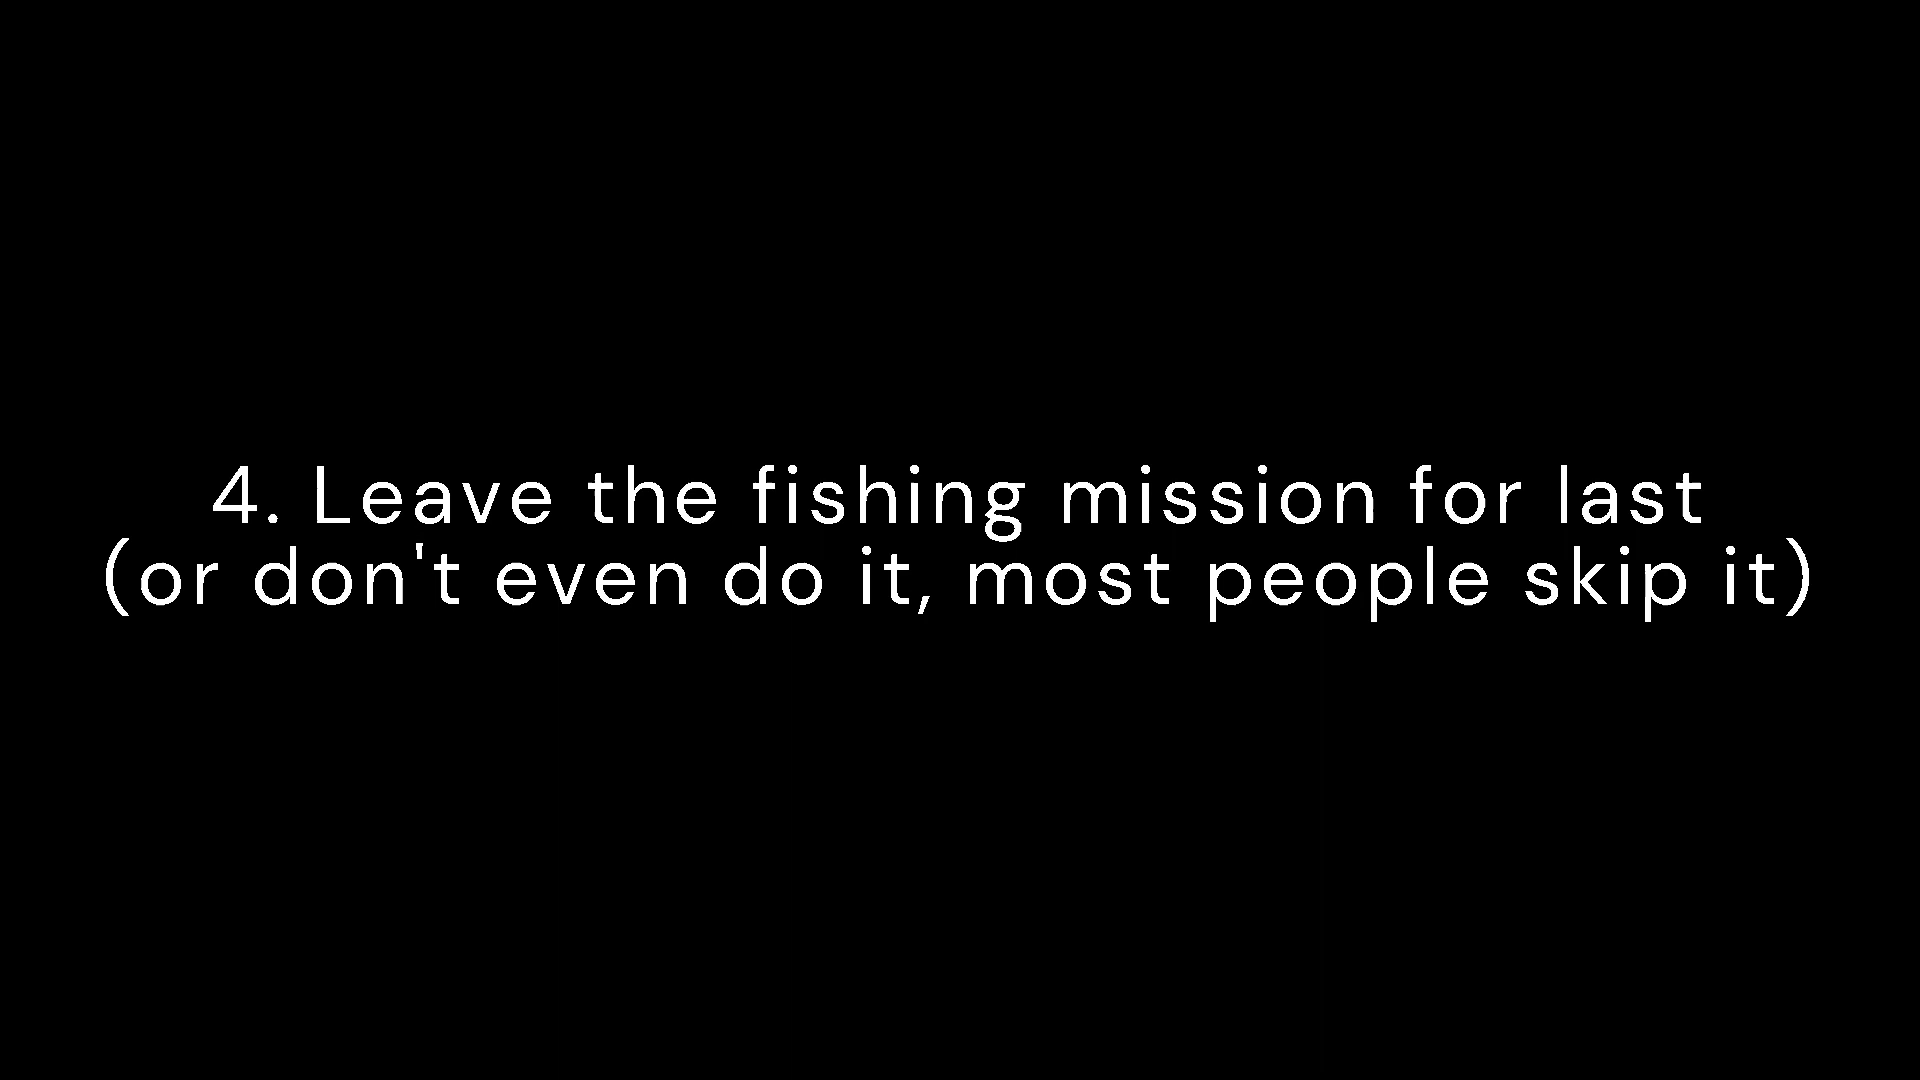 4. Leave the fishing mission for last
(or don't even do it, most people skip it)